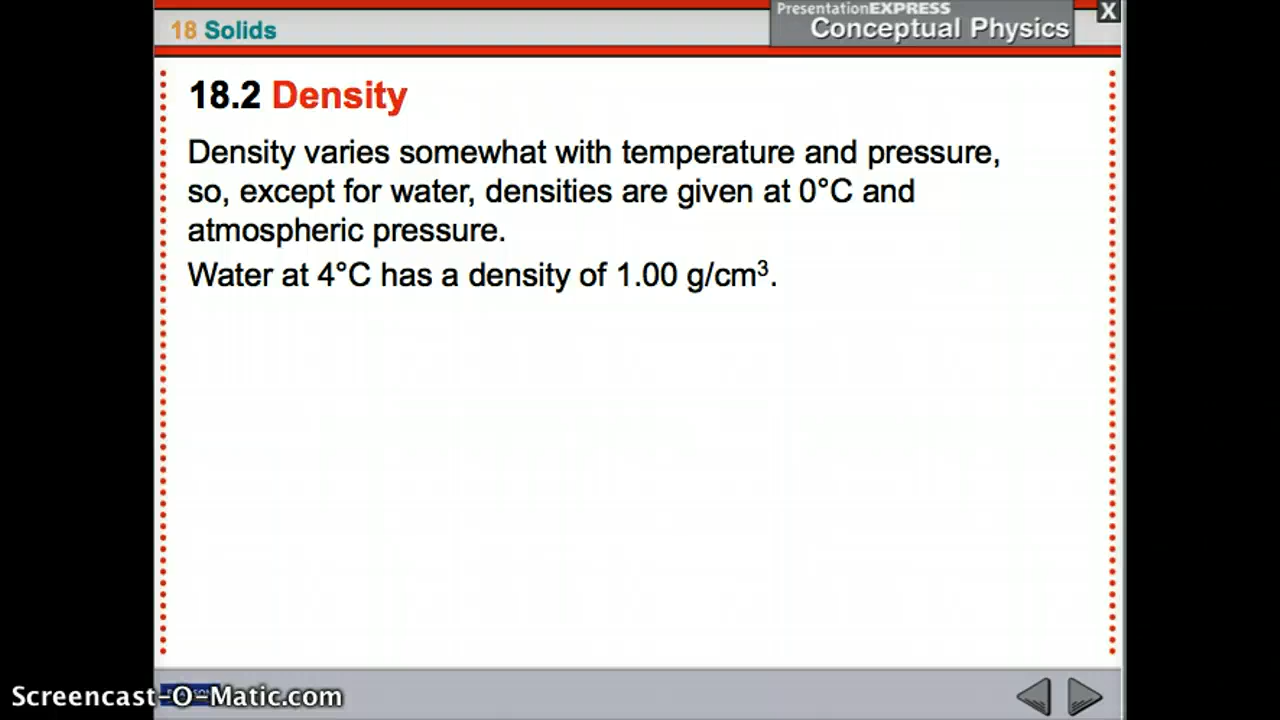 PresentationEXPRESS
X
18 Solids
Conceptual Physics
18.2 Density
Density varies somewhat with temperature and pressure,
so, except for water, densities are given at 0°C and
atmospheric pressure.
Water at 4°C has a density of 1.00 g/cm³.
Screencast-O-Matic.com